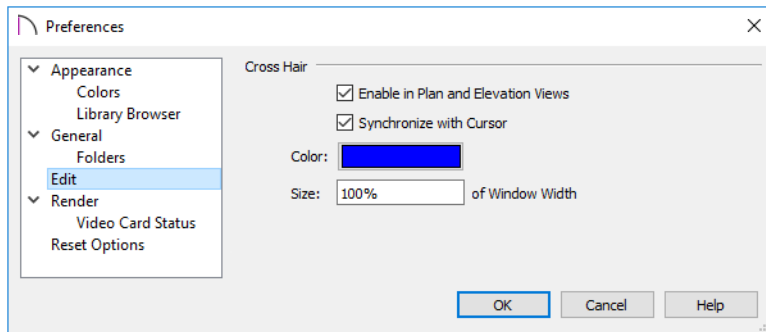 Preferences
Appearance
Colors
Library Browser
General
Folders
Edit
Render
Video Card Status
Reset Options
Cross Hair
Enable in Plan and Elevation Views
Synchronize with Cursor
Color:
Size: 100% of Window Width
OK Cancel Help